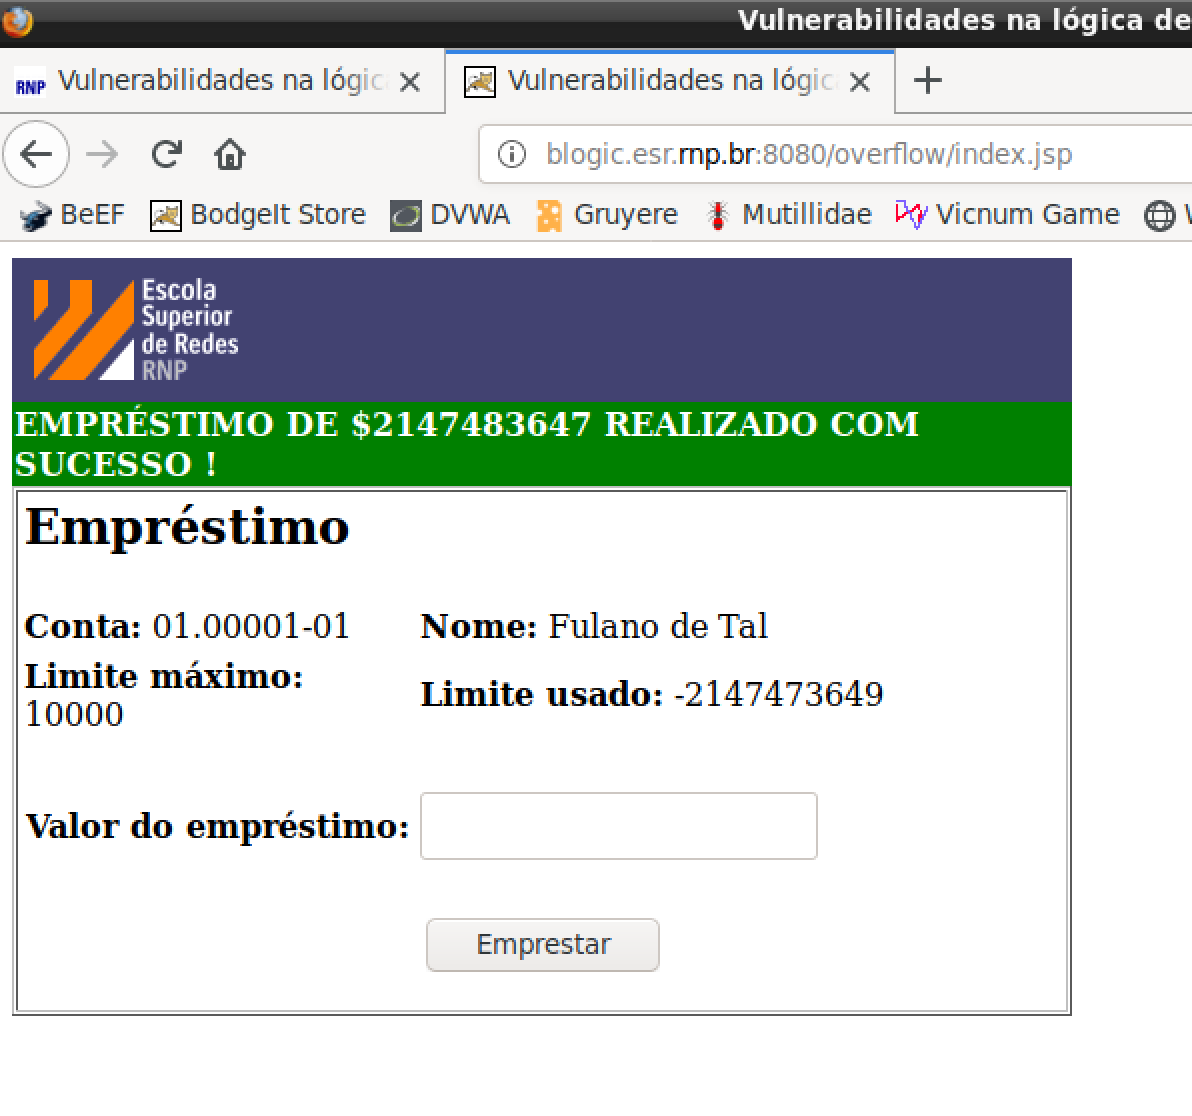 Vulnerabilidades na lógica de
RNP Vulnerabilidades na lógic
Vulnerabilidades na lógic
blogic.esr.rnp.br:8080/overflow/index.jsp
BeEF BodgeIt Store DVWA Gruyere Mutillidae Vicnum Game
Escola
Superior
de Redes
RNP
EMPRÉSTIMO DE $2147483647 REALIZADO COM
SUCESSO !
Empréstimo
Conta: 01.00001-01 Nome: Fulano de Tal
Limite máximo:
10000
Limite usado: -2147473649
Valor do empréstimo:
Emprestar